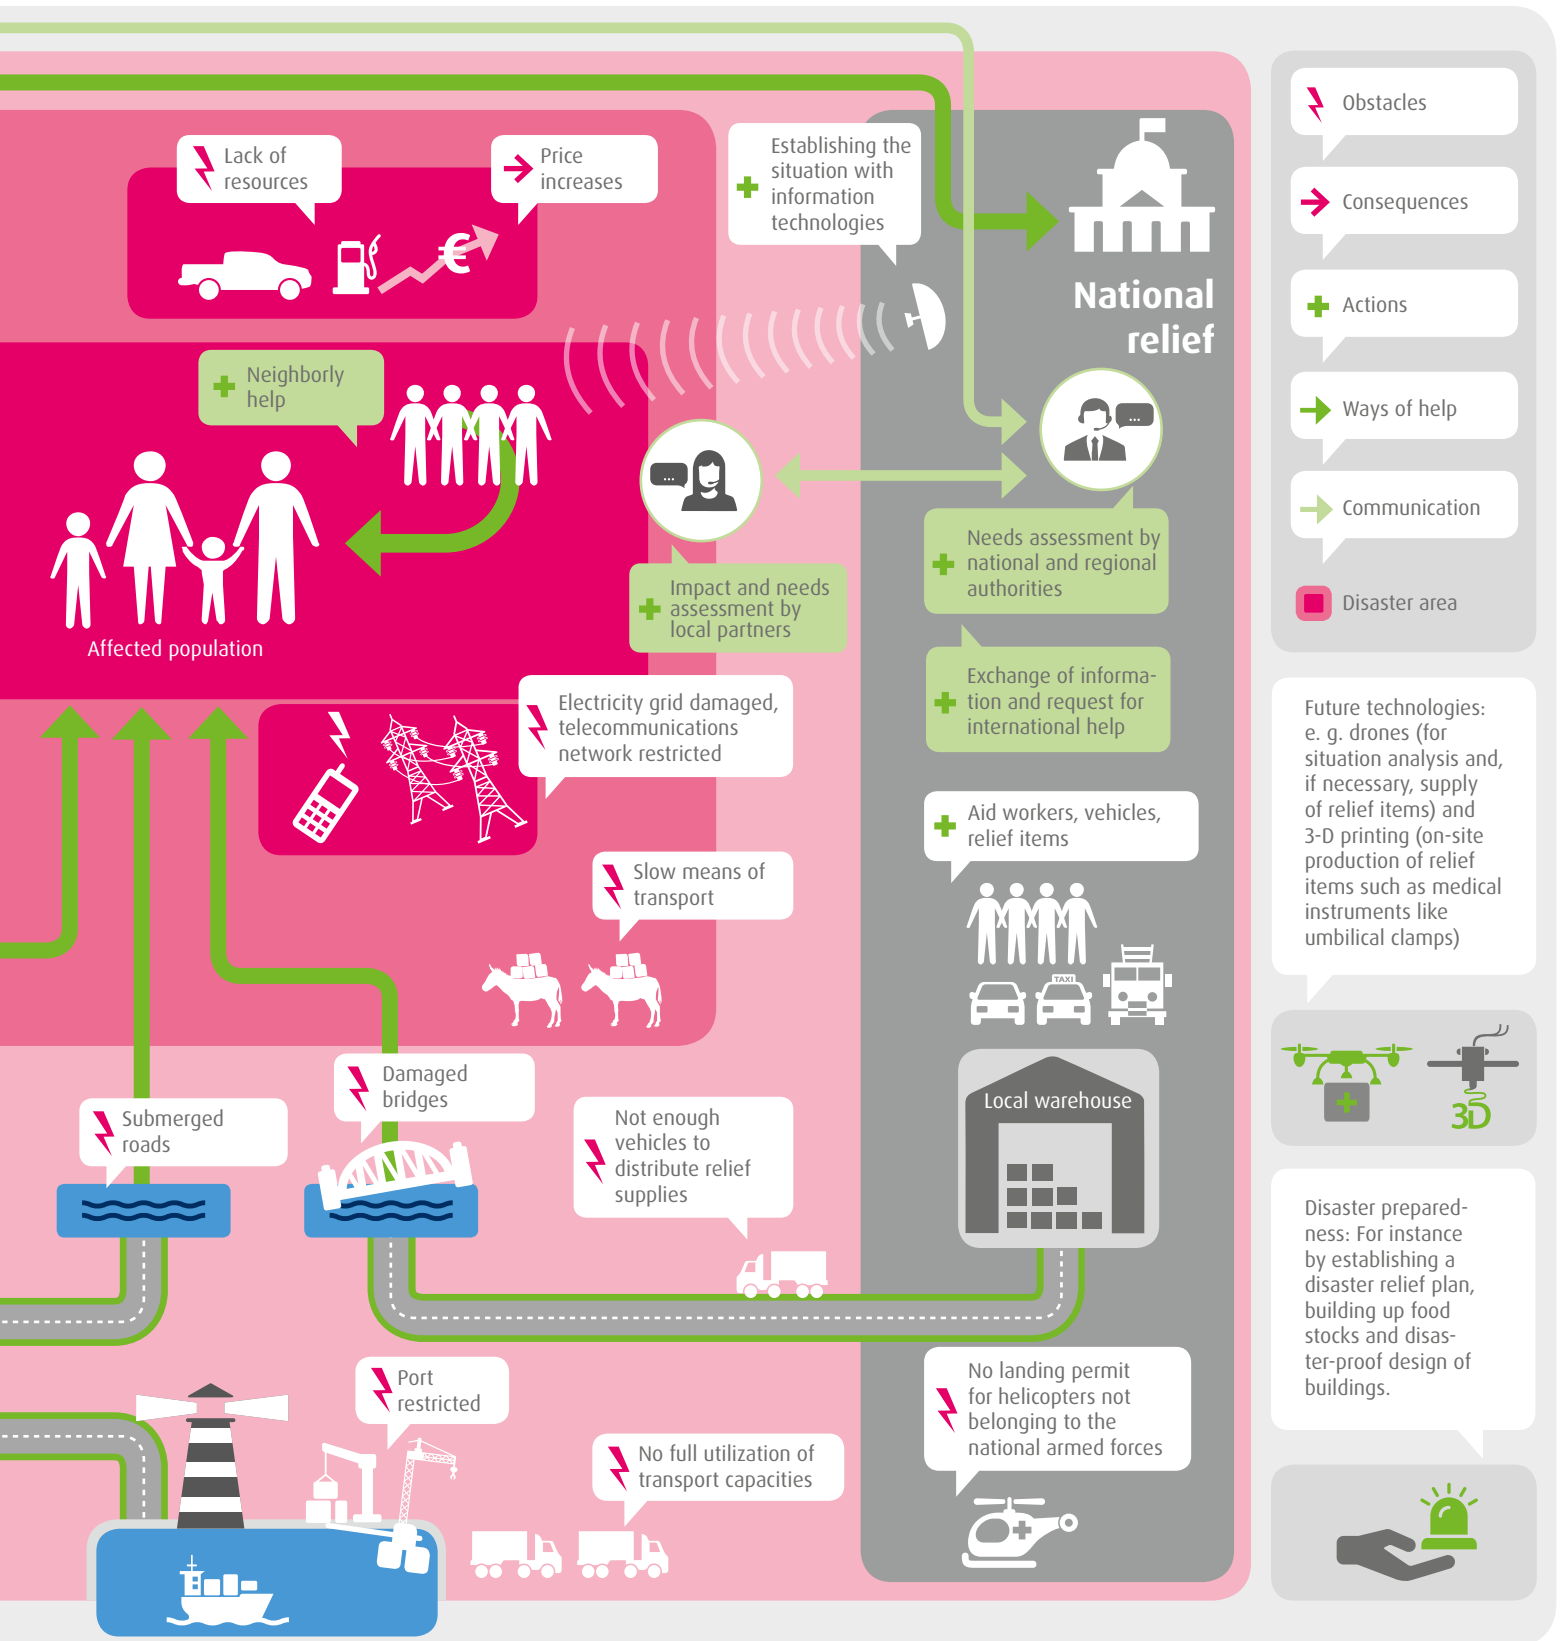 Lack of
resources
Price
increases
Establishing the
situation with
information
technologies
National
relief
€
Neighborly
help
...
...
Affected population
Impact and needs
assessment by
local partners
Needs assessment by
national and regional
authorities
Exchange of informa-
tion and request for
international help
Electricity grid damaged,
telecommunications
network restricted
Aid workers, vehicles,
relief items
Slow means of
transport
TAXI
Damaged
bridges
Submerged
roads
Not enough
vehicles to
distribute relief
supplies
Local warehouse
Port
restricted
No full utilization of
transport capacities
No landing permit
for helicopters not
belonging to the
national armed forces
Obstacles
Consequences
Actions
Ways of help
Communication
Disaster area
Future technologies:
e. g. drones (for
situation analysis and,
if necessary, supply
of relief items) and
3-D printing (on-site
production of relief
items such as medical
instruments like
umbilical clamps)
3D
Disaster prepared-
ness: For instance
by establishing a
disaster relief plan,
building up food
stocks and disas-
ter-proof design of
buildings.